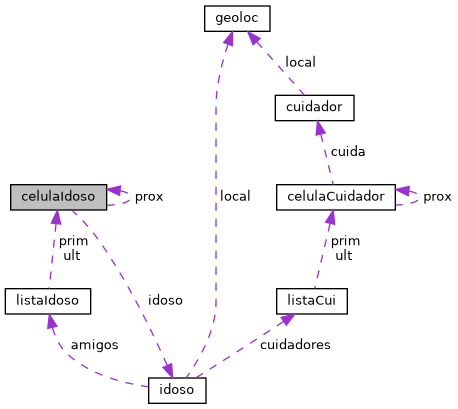 geoloc
local
cuidador
cuida
celulaIdoso
prox
local
celulaCuidador
prox
prim
ult
prim
ult
listaIdoso
idoso
listaCui
amigos
cuidadores
idoso